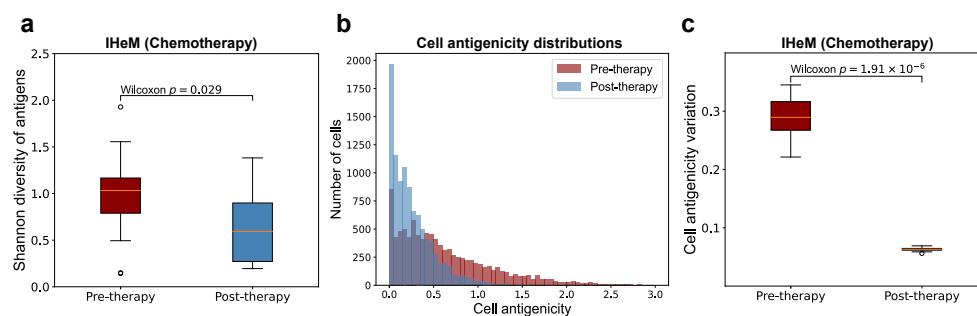 a
IHeM (Chemotherapy)
Shannon diversity of antigens
2.5
2.0
1.5
1.0
0.5
0.0
Wilcoxon p = 0.029
Pre-therapy
Post-therapy
b
Cell antigenicity distributions
Number of cells
2000
1750
1500
1250
1000
750
500
250
0
Pre-therapy
Post-therapy
0.0 0.5 1.0 1.5 2.0 2.5 3.0
Cell antigenicity
c
IHeM (Chemotherapy)
Cell antigenicity variation
0.3
0.2
0.1
Wilcoxon p = 1.91 × 10⁻⁶
Pre-therapy
Post-therapy